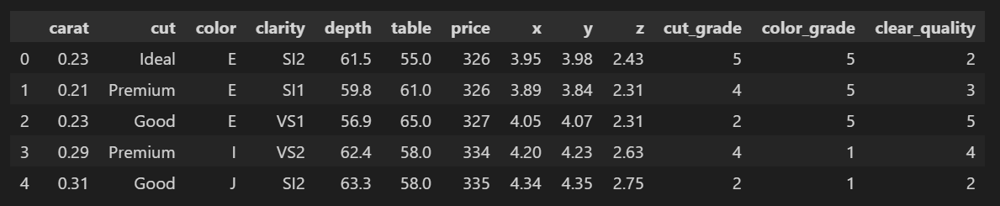 carat cut color clarity depth table price x y z cut_grade color_grade clear_quality
0 0.23 Ideal E SI2 61.5 55.0 326 3.95 3.98 2.43 5 5 2
1 0.21 Premium E SI1 59.8 61.0 326 3.89 3.84 2.31 4 5 3
2 0.23 Good E VS1 56.9 65.0 327 4.05 4.07 2.31 2 5 5
3 0.29 Premium I VS2 62.4 58.0 334 4.20 4.23 2.63 4 1 4
4 0.31 Good J SI2 63.3 58.0 335 4.34 4.35 2.75 2 1 2